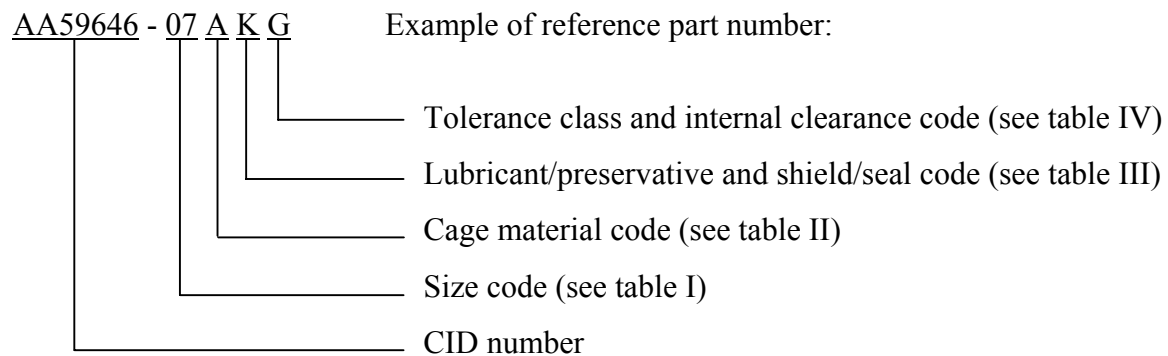 AA59646 - 07 A K G Example of reference part number:
Tolerance class and internal clearance code (see table IV)
Lubricant/preservative and shield/seal code (see table III)
Cage material code (see table II)
Size code (see table I)
CID number